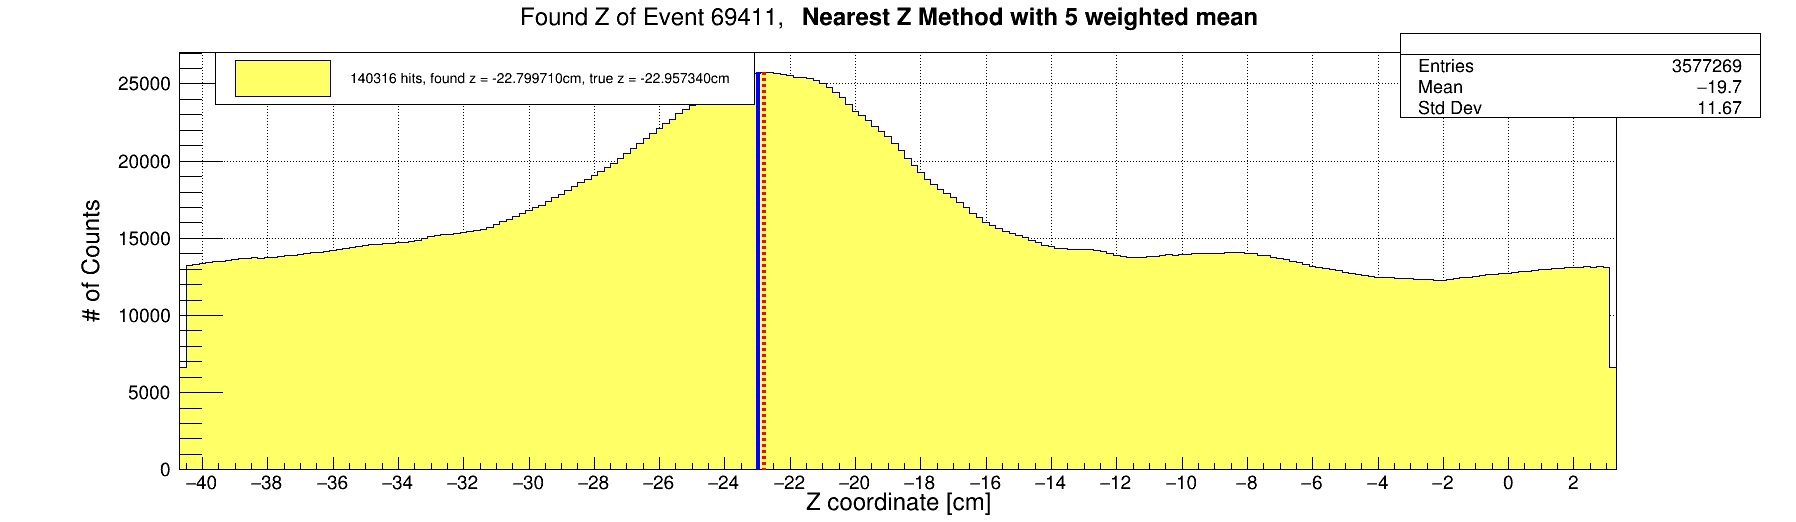 Found Z of Event 69411, Nearest Z Method with 5 weighted mean
140316 hits, found z = -22.799710cm, true z = -22.957340cm
Entries 3577269
Mean −19.7
Std Dev 11.67
# of Counts
25000
20000
15000
10000
5000
0
−40 −38 −36 −34 −32 −30 −28 −26 −24 −22 −20 −18 −16 −14 −12 −10 −8 −6 −4 −2 0 2
Z coordinate [cm]